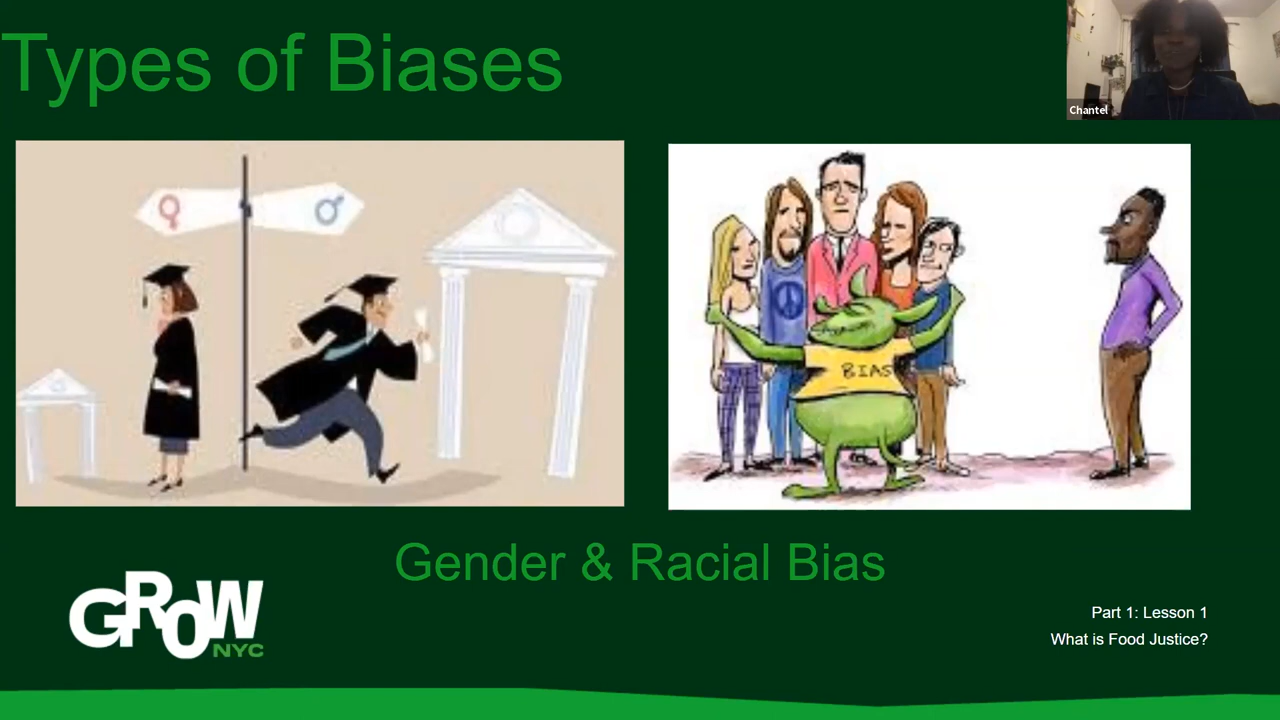 Types of Biases
Chantel
BIAS
Gender & Racial Bias
GROW
NYC
Part 1: Lesson 1
What is Food Justice?